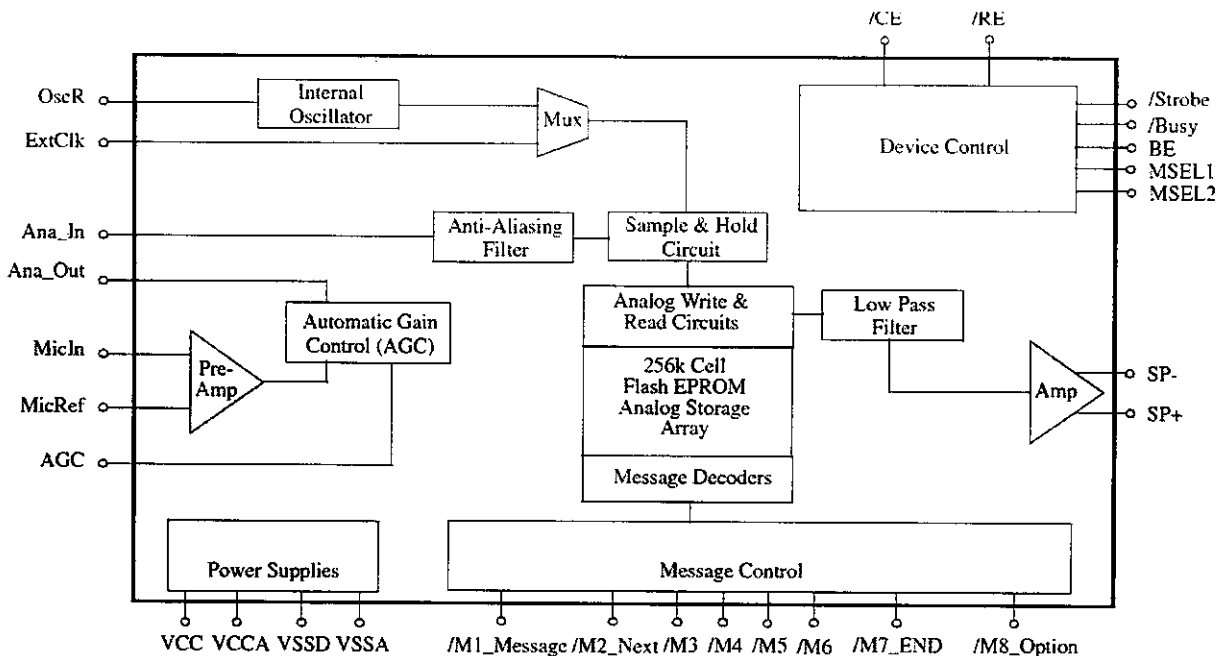 /CE
/RE
OscR
Internal
Oscillator
Mux
ExtClk
Device Control
/Strobe
/Busy
BE
MSEL1
MSEL2
Ana_In
Anti-Aliasing
Filter
Sample & Hold
Circuit
Ana_Out
Automatic Gain
Control (AGC)
Analog Write &
Read Circuits
Low Pass
Filter
MicIn
Pre-
Amp
MicRef
256k Cell
Flash EPROM
Analog Storage
Array
Amp
SP-
SP+
AGC
Message Decoders
Power Supplies
Message Control
VCC
VCCA
VSSD
VSSA
/M1_Message
/M2_Next
/M3
/M4
/M5
/M6
/M7_END
/M8_Option